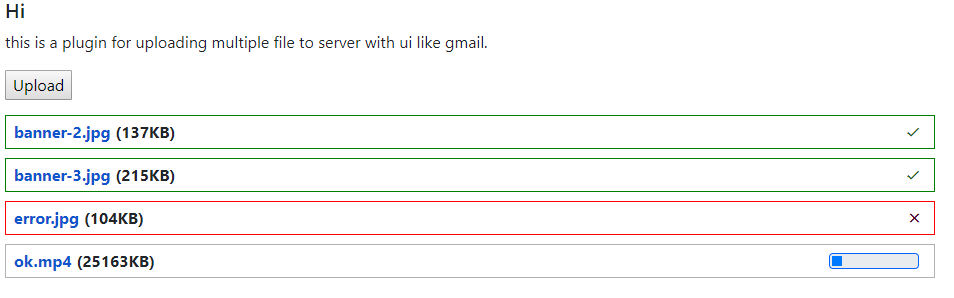 Hi
this is a plugin for uploading multiple file to server with ui like gmail.
Upload
banner-2.jpg (137KB)
banner-3.jpg (215KB)
error.jpg (104KB)
ok.mp4 (25163KB)